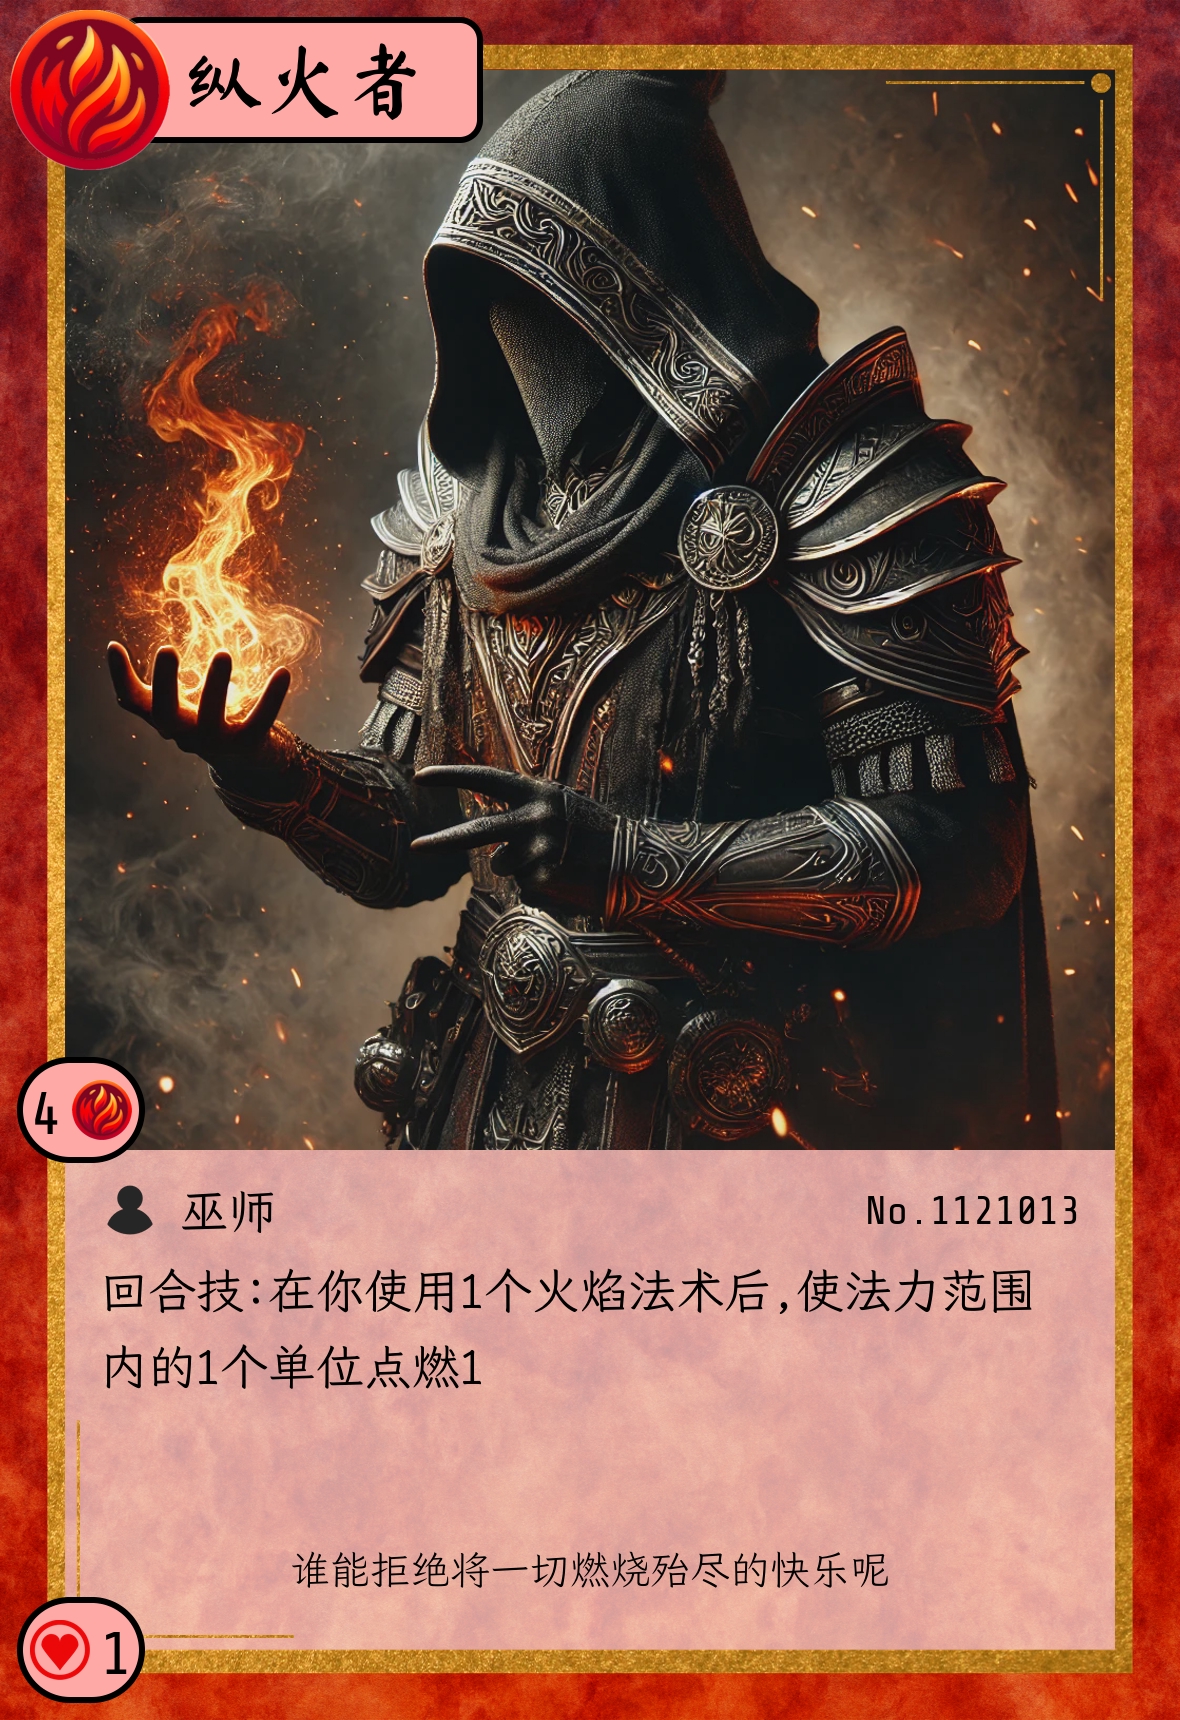 纵火者
4
巫师
No.1121013
回合技:在你使用1个火焰法术后,使法力范围
内的1个单位点燃1
谁能拒绝将一切燃烧殆尽的快乐呢
1